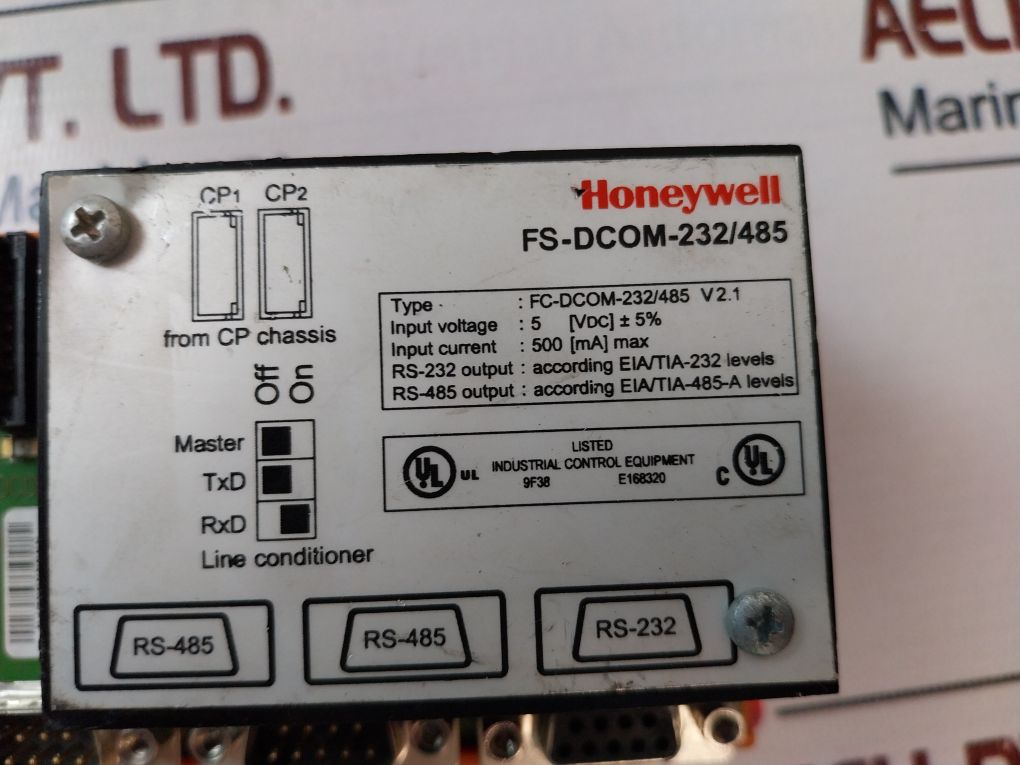 VT. LTD.
AELI
Marin
CP1 CP2
from CP chassis
Honeywell
FS-DCOM-232/485
Type : FC-DCOM-232/485 V2.1
Input voltage : 5 [VDC] ± 5%
Input current : 500 [mA] max
RS-232 output : according EIA/TIA-232 levels
RS-485 output : according EIA/TIA-485-A levels
Off On
Master
TxD
RxD
Line conditioner
UL UL
LISTED
INDUSTRIAL CONTROL EQUIPMENT
9F38 E168320
C UL
RS-485 RS-485 RS-232